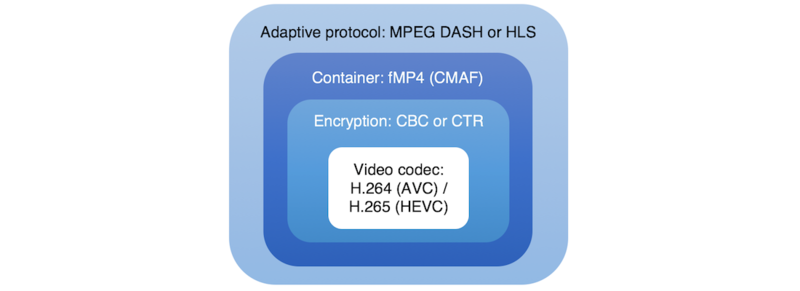 Adaptive protocol: MPEG DASH or HLS
Container: fMP4 (CMAF)
Encryption: CBC or CTR
Video codec:
H.264 (AVC) /
H.265 (HEVC)